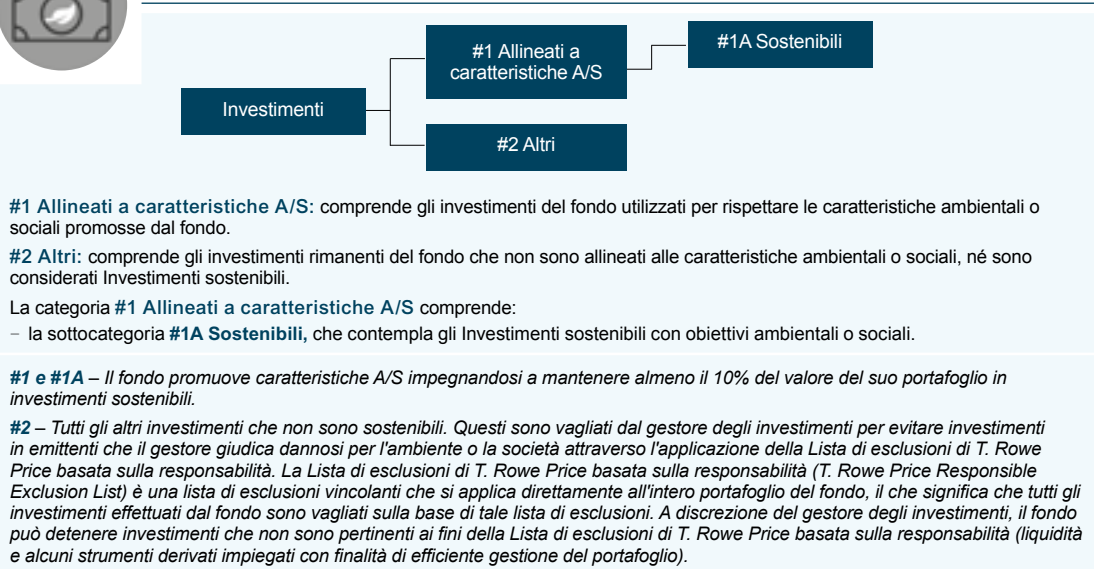 #1 Allineati a
caratteristiche A/S
#1A Sostenibili
Investimenti
#2 Altri
#1 Allineati a caratteristiche A/S: comprende gli investimenti del fondo utilizzati per rispettare le caratteristiche ambientali o
sociali promosse dal fondo.
#2 Altri: comprende gli investimenti rimanenti del fondo che non sono allineati alle caratteristiche ambientali o sociali, né sono
considerati Investimenti sostenibili.
La categoria #1 Allineati a caratteristiche A/S comprende:
– la sottocategoria #1A Sostenibili, che contempla gli Investimenti sostenibili con obiettivi ambientali o sociali.
#1 e #1A – Il fondo promuove caratteristiche A/S impegnandosi a mantenere almeno il 10% del valore del suo portafoglio in
investimenti sostenibili.
#2 – Tutti gli altri investimenti che non sono sostenibili. Questi sono vagliati dal gestore degli investimenti per evitare investimenti
in emittenti che il gestore giudica dannosi per l'ambiente o la società attraverso l'applicazione della Lista di esclusioni di T. Rowe
Price basata sulla responsabilità. La Lista di esclusioni di T. Rowe Price basata sulla responsabilità (T. Rowe Price Responsible
Exclusion List) è una lista di esclusioni vincolanti che si applica direttamente all'intero portafoglio del fondo, il che significa che tutti gli
investimenti effettuati dal fondo sono vagliati sulla base di tale lista di esclusioni. A discrezione del gestore degli investimenti, il fondo
può detenere investimenti che non sono pertinenti ai fini della Lista di esclusioni di T. Rowe Price basata sulla responsabilità (liquidità
e alcuni strumenti derivati impiegati con finalità di efficiente gestione del portafoglio).